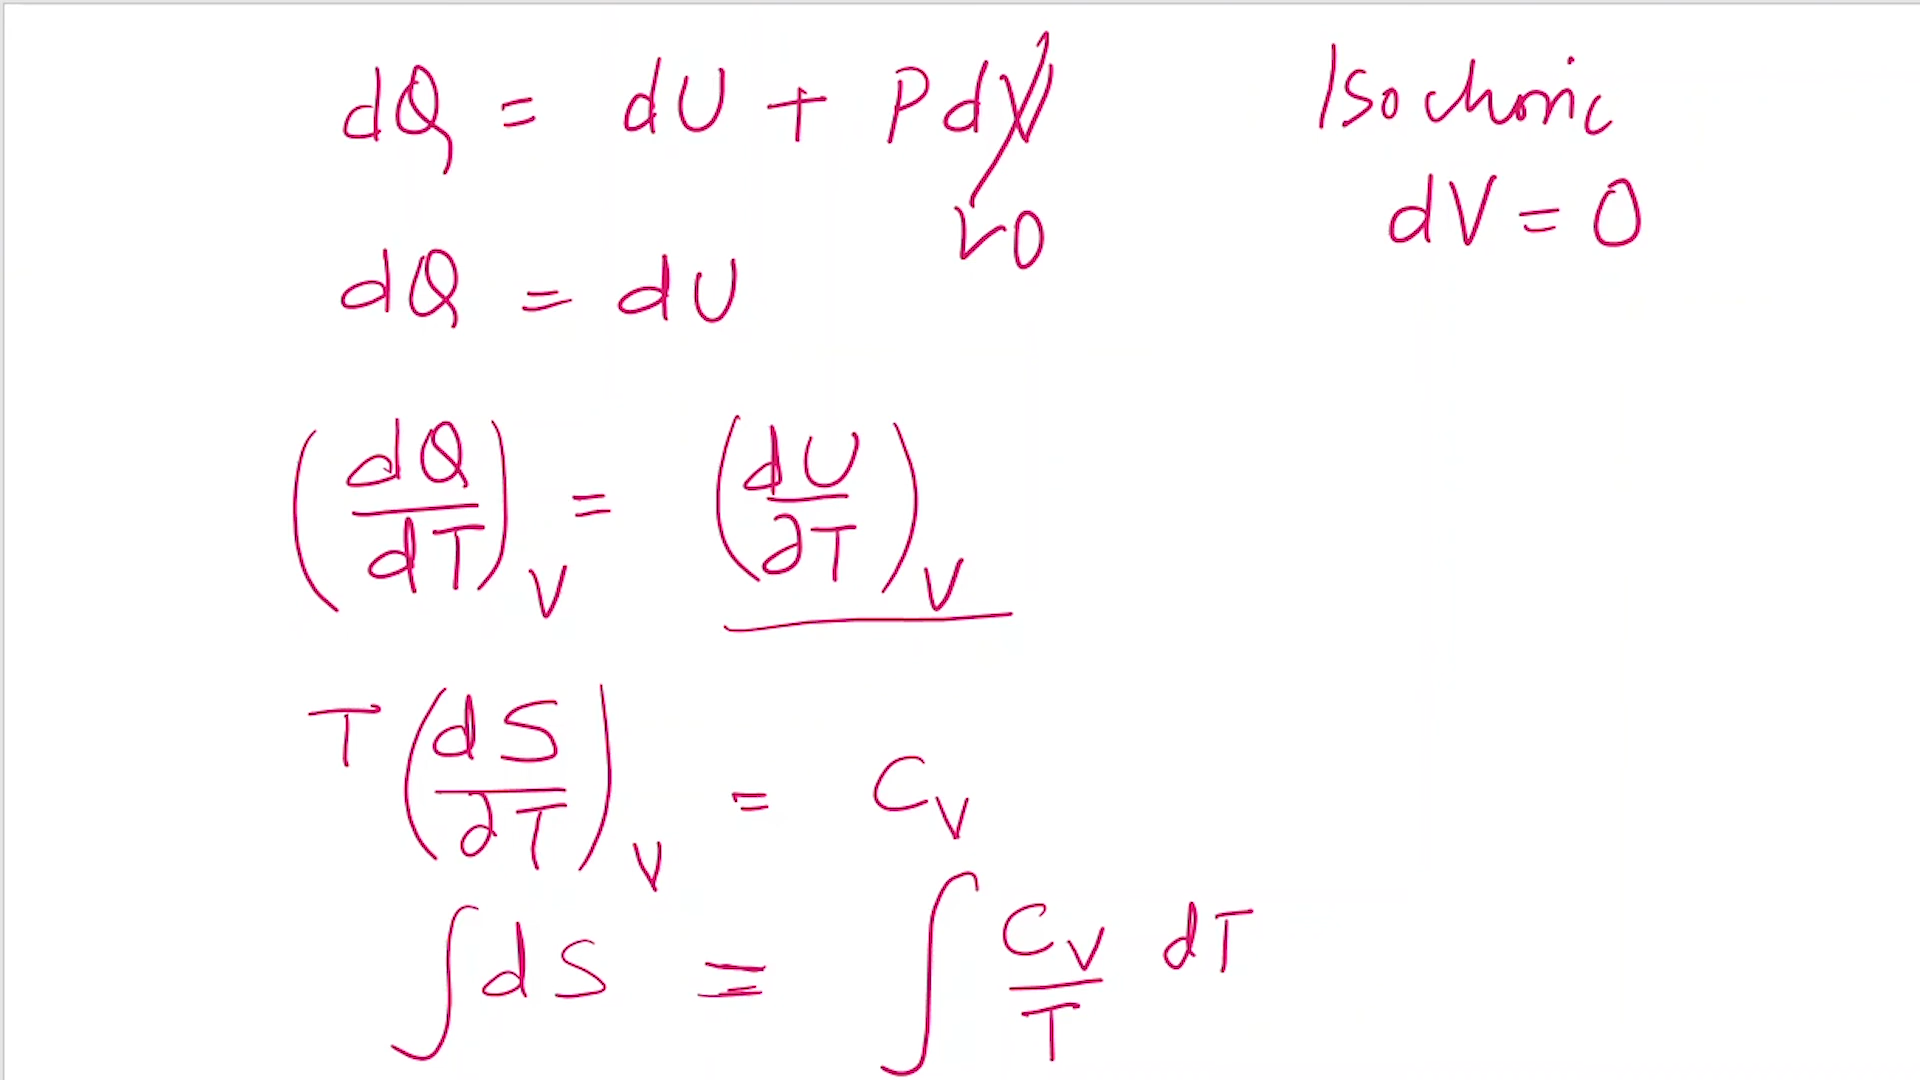 dQ = dU + PdV → 0
Isochoric
dV = 0
dQ = dU
(dQ/dT)_V = (dU/∂T)_V
T (dS/∂T)_V = C_V
∫dS = ∫ C_V/T dT